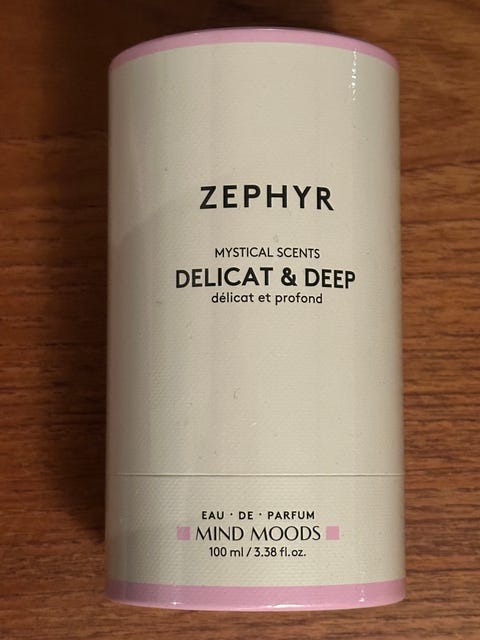 ZEPHYR
MYSTICAL SCENTS
DELICAT & DEEP
délicat et profond
EAU · DE · PARFUM
MIND MOODS
100 ml / 3.38 fl.oz.